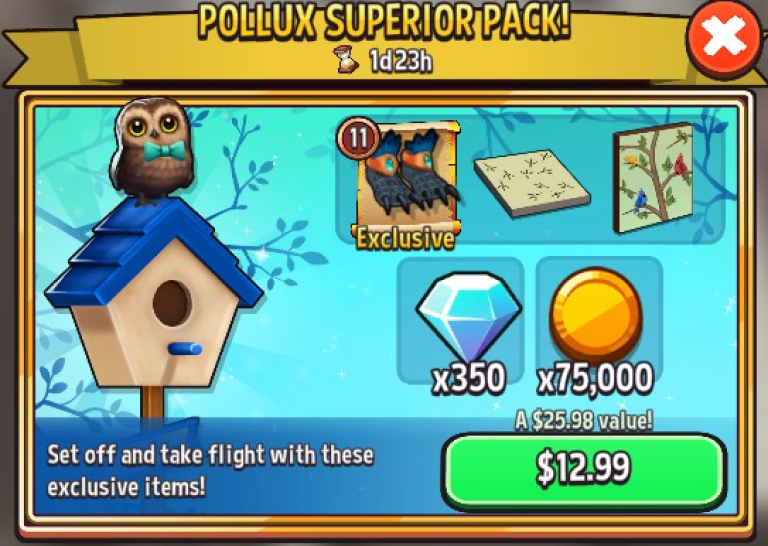 POLLUX SUPERIOR PACK!
1d23h
11
Exclusive
x350
x75,000
A $25.98 value!
Set off and take flight with these
exclusive items!
$12.99